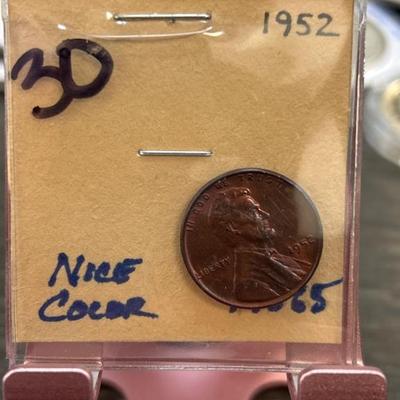 1952
30
IN GOD WE TRUST
LIBERTY
1952
NICE
COLOR
MS65